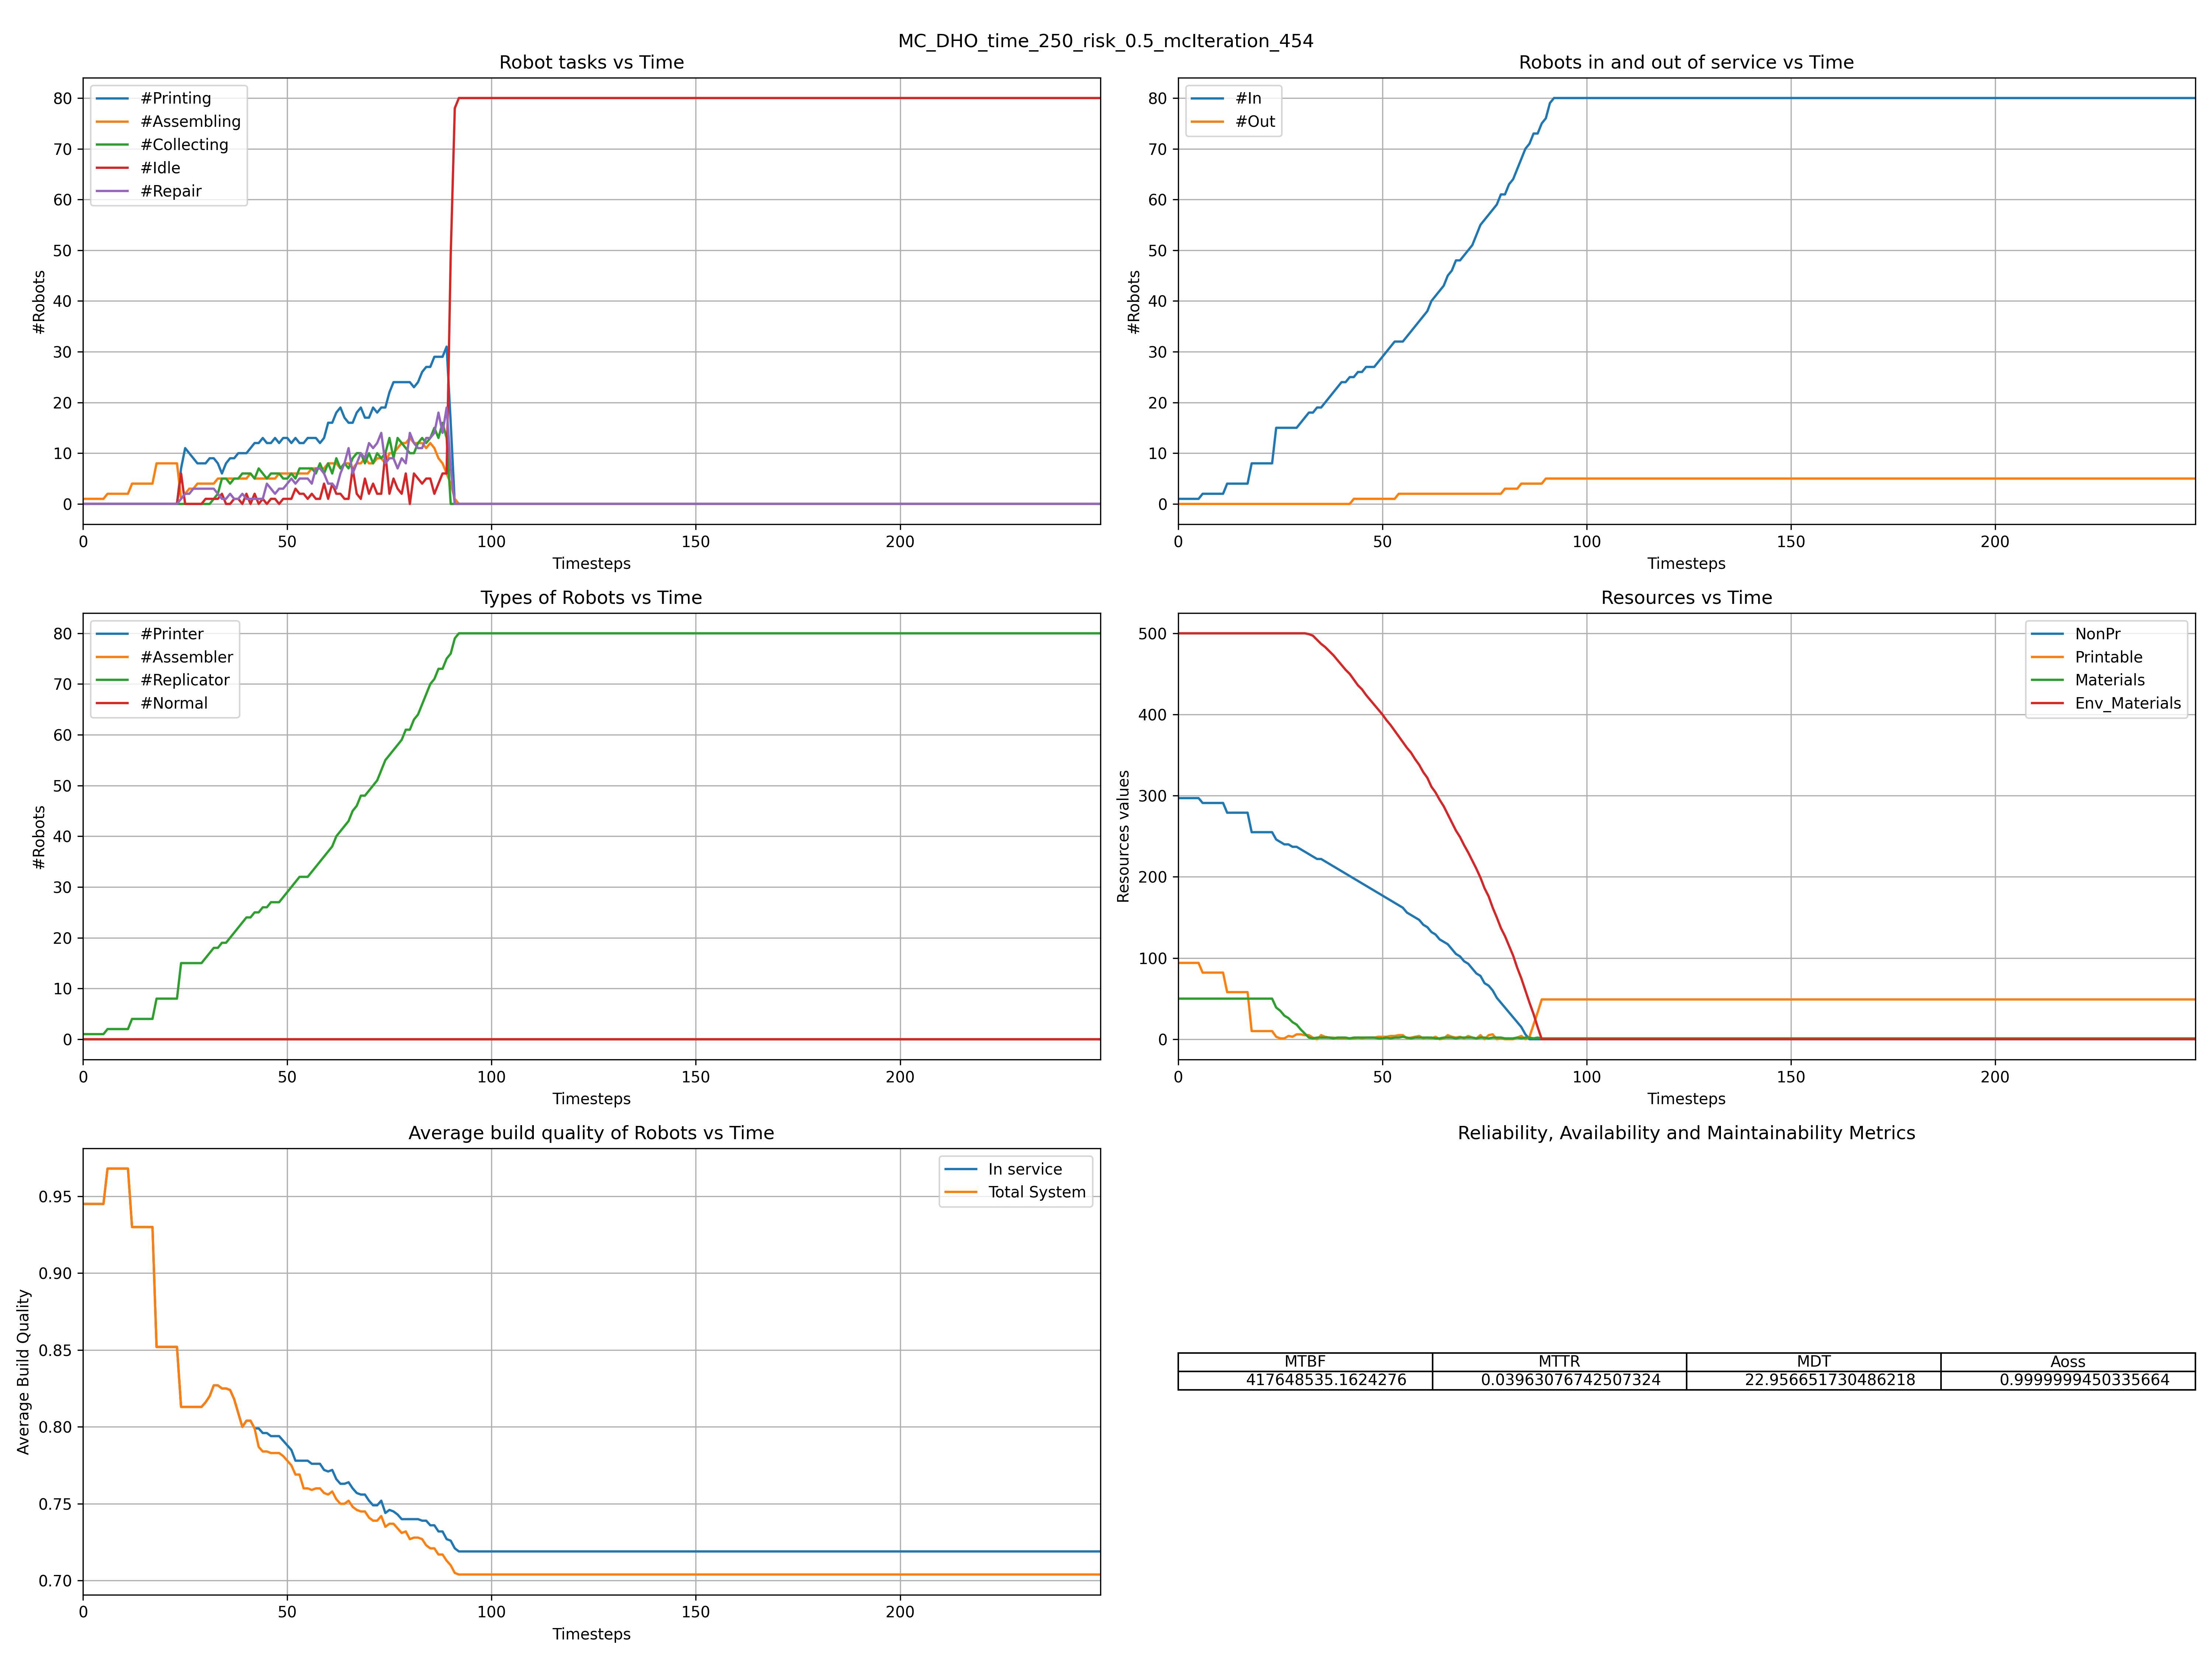 MC_DHO_time_250_risk_0.5_mcIteration_454
Robot tasks vs Time
#Printing
#Assembling
#Collecting
#Idle
#Repair
80
70
60
50
40
30
20
10
0
#Robots
0 50 100 150 200
Timesteps
Robots in and out of service vs Time
#In
#Out
80
70
60
50
40
30
20
10
0
#Robots
0 50 100 150 200
Timesteps
Types of Robots vs Time
#Printer
#Assembler
#Replicator
#Normal
80
70
60
50
40
30
20
10
0
#Robots
0 50 100 150 200
Timesteps
Resources vs Time
NonPr
Printable
Materials
Env_Materials
500
400
300
200
100
0
Resources values
0 50 100 150 200
Timesteps
Average build quality of Robots vs Time
In service
Total System
0.95
0.90
0.85
0.80
0.75
0.70
Average Build Quality
0 50 100 150 200
Timesteps
Reliability, Availability and Maintainability Metrics
MTBF MTTR MDT Aoss
417648535.1624276 0.03963076742507324 22.956651730486218 0.9999999450335664